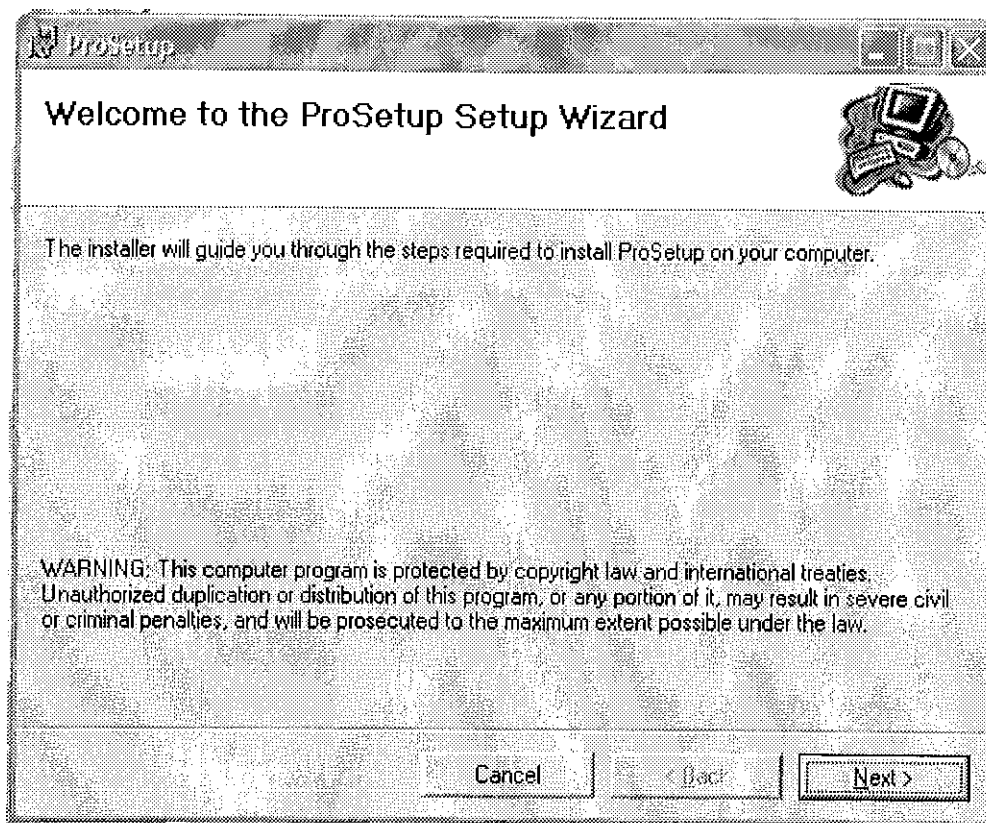 ProSetup
Welcome to the ProSetup Setup Wizard
The installer will guide you through the steps required to install ProSetup on your computer.
WARNING: This computer program is protected by copyright law and international treaties.
Unauthorized duplication or distribution of this program, or any portion of it, may result in severe civil
or criminal penalties, and will be prosecuted to the maximum extent possible under the law.
Cancel
< Back
Next >